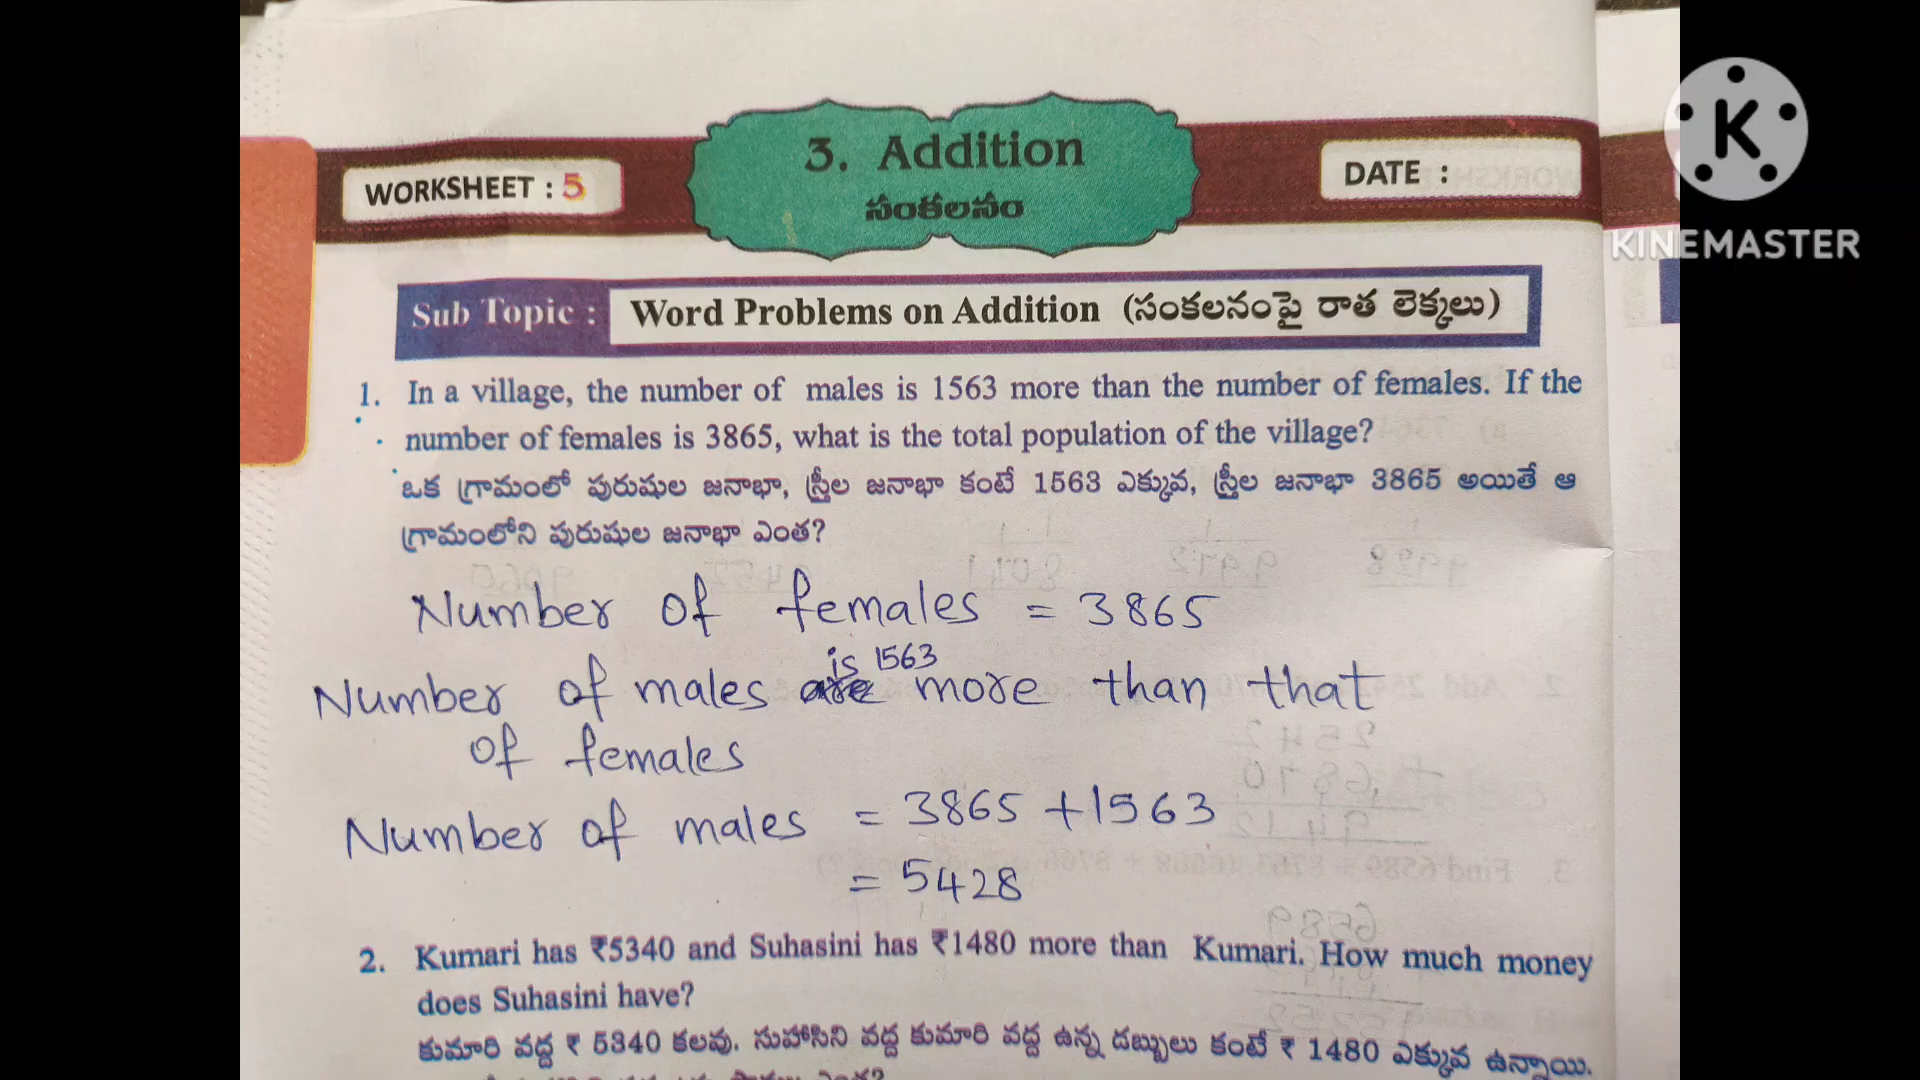 3. Addition
సంకలనం
WORKSHEET : 5
DATE :
KINEMASTER
Sub Topic : Word Problems on Addition (సంకలనంపై రాత లెక్కలు)
1. In a village, the number of males is 1563 more than the number of females. If the
number of females is 3865, what is the total population of the village?
ఒక గ్రామంలో పురుషుల జనాభా, స్త్రీల జనాభా కంటే 1563 ఎక్కువ, స్త్రీల జనాభా 3865 అయితే ఆ
గ్రామంలోని పురుషుల జనాభా ఎంత?
Number of females = 3865
is 1563
Number of males are more than that
of females
Number of males = 3865 + 1563
= 5428
2. Kumari has ₹5340 and Suhasini has ₹1480 more than Kumari. How much money
does Suhasini have?
కుమారి వద్ద ₹ 5340 కలవు. సుహాసిని వద్ద కుమారి వద్ద ఉన్న డబ్బులు కంటే ₹ 1480 ఎక్కువ ఉన్నాయి.